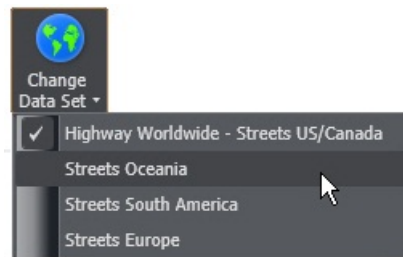 Change
Data Set
Highway Worldwide - Streets US/Canada
Streets Oceania
Streets South America
Streets Europe